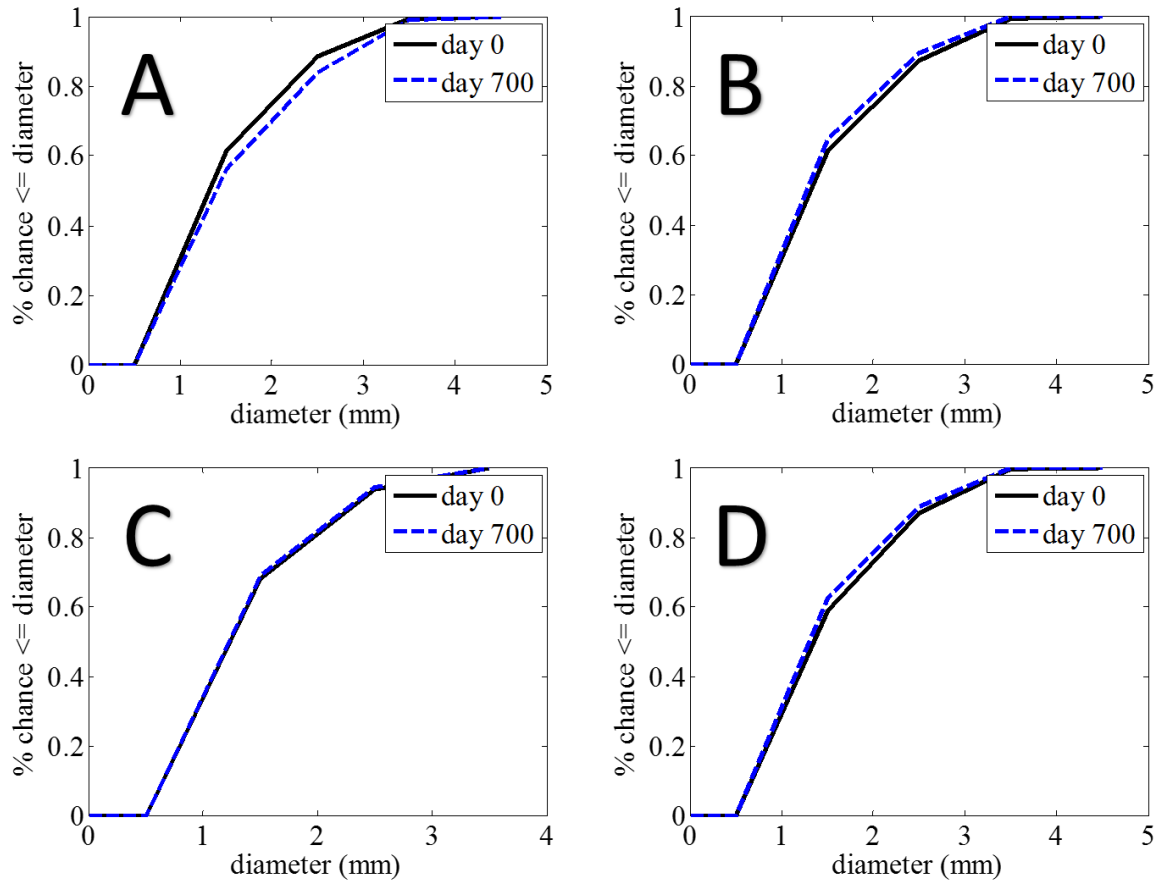 A
day 0
day 700
% chance <= diameter
1
0.8
0.6
0.4
0.2
0
0 1 2 3 4 5
diameter (mm)
B
day 0
day 700
% chance <= diameter
1
0.8
0.6
0.4
0.2
0
0 1 2 3 4 5
diameter (mm)
C
day 0
day 700
% chance <= diameter
1
0.8
0.6
0.4
0.2
0
0 1 2 3 4
diameter (mm)
D
day 0
day 700
% chance <= diameter
1
0.8
0.6
0.4
0.2
0
0 1 2 3 4 5
diameter (mm)